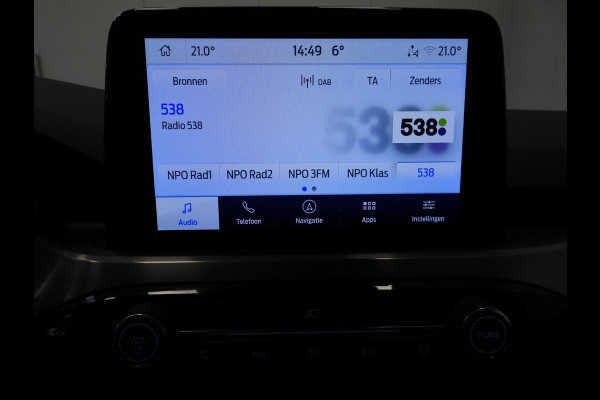 21.0° 14:49 6° 21.0°
Bronnen DAB TA Zenders
538
Radio 538
538
538
NPO Rad1 NPO Rad2 NPO 3FM NPO Klas 538
Audio Telefoon Navigatie Apps Instellingen
VOL TUNE